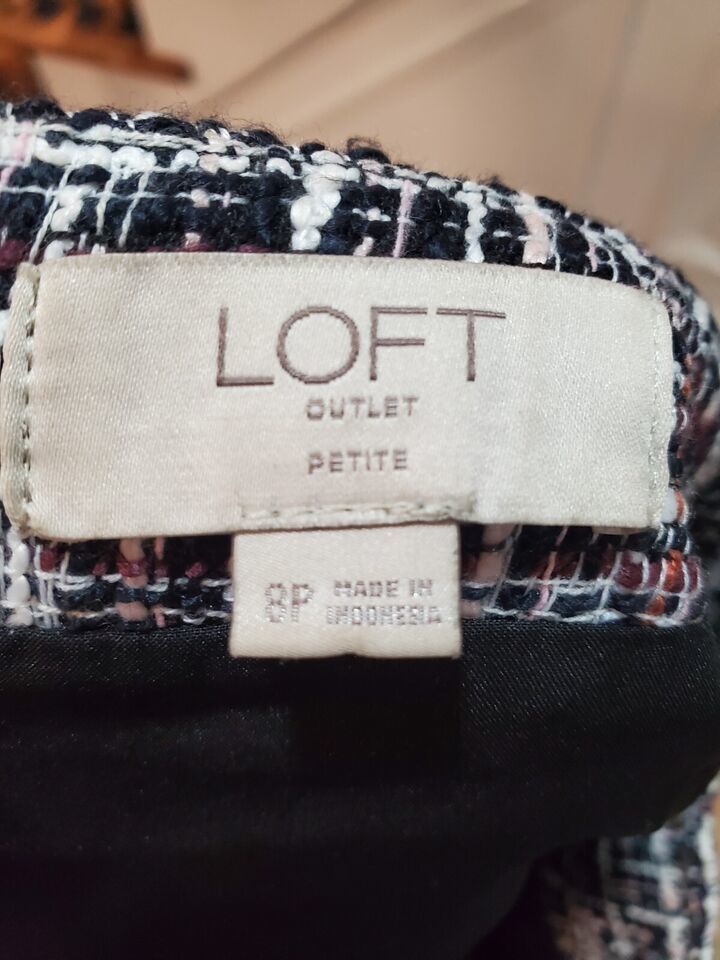 LOFT
OUTLET
PETITE
8P MADE IN
INDONESIA